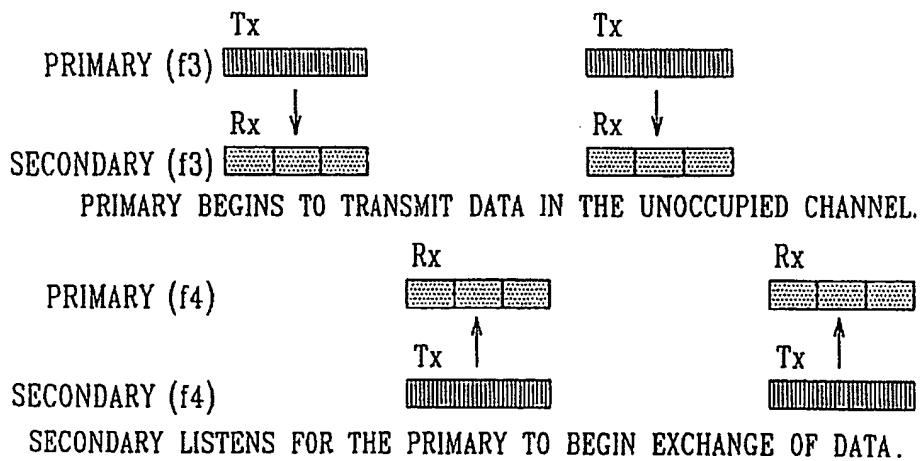 Tx Tx
PRIMARY (f3)
Rx Rx
SECONDARY (f3)
PRIMARY BEGINS TO TRANSMIT DATA IN THE UNOCCUPIED CHANNEL.
Rx Rx
PRIMARY (f4)
Tx Tx
SECONDARY (f4)
SECONDARY LISTENS FOR THE PRIMARY TO BEGIN EXCHANGE OF DATA.